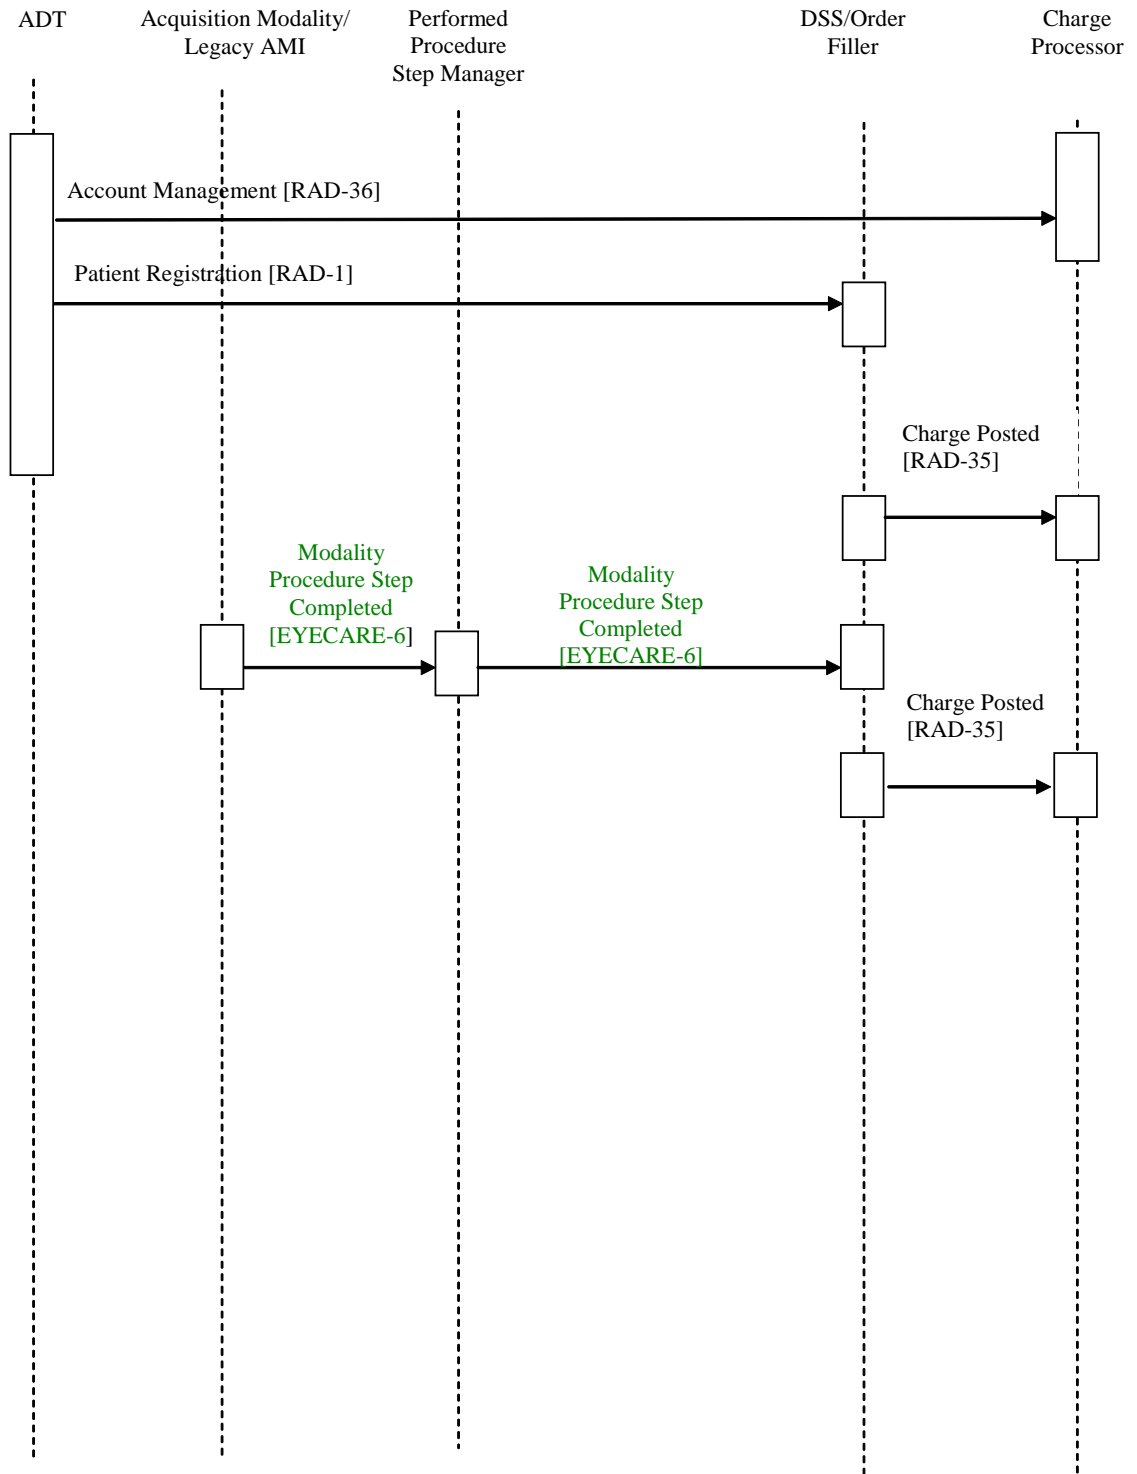 ADT
Acquisition Modality/
Legacy AMI
Performed
Procedure
Step Manager
DSS/Order
Filler
Charge
Processor
Account Management [RAD-36]
Patient Registration [RAD-1]
Charge Posted
[RAD-35]
Modality
Procedure Step
Completed
[EYECARE-6]
Modality
Procedure Step
Completed
[EYECARE-6]
Charge Posted
[RAD-35]